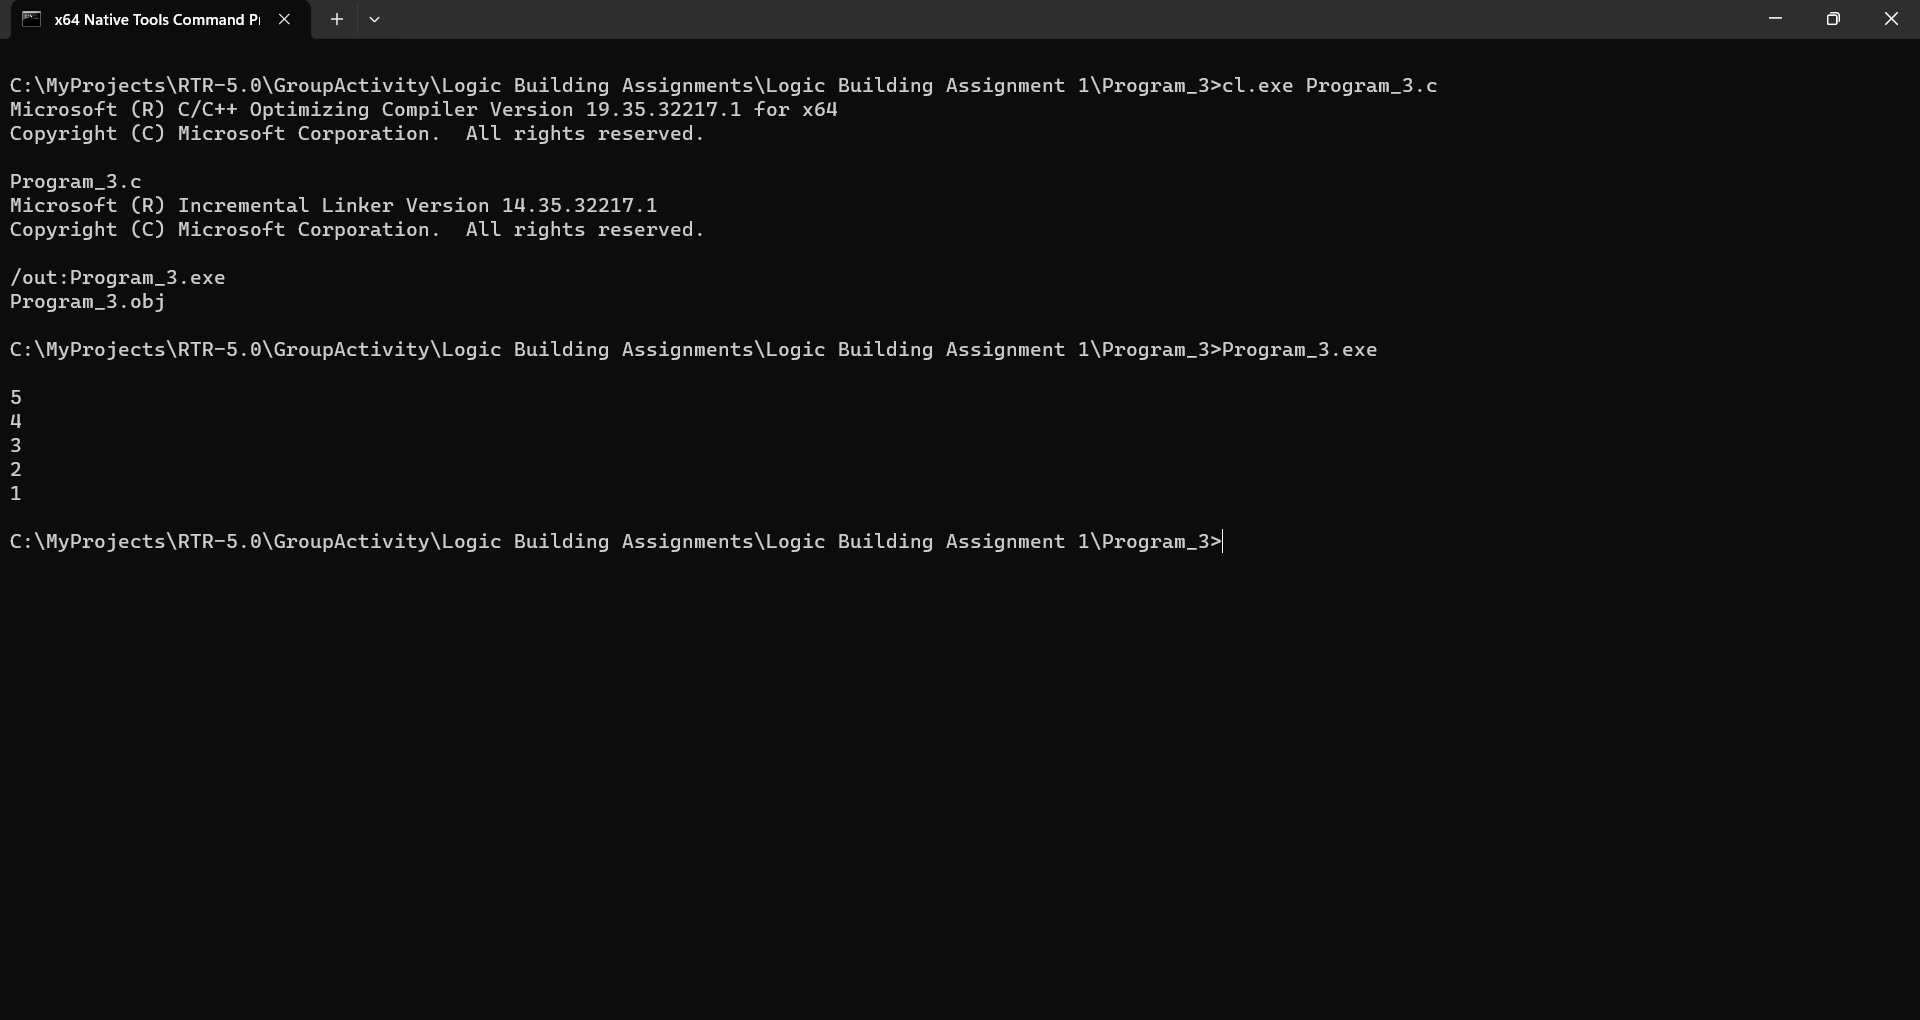 x64 Native Tools Command Pr
C:\MyProjects\RTR-5.0\GroupActivity\Logic Building Assignments\Logic Building Assignment 1\Program_3>cl.exe Program_3.c
Microsoft (R) C/C++ Optimizing Compiler Version 19.35.32217.1 for x64
Copyright (C) Microsoft Corporation.  All rights reserved.
Program_3.c
Microsoft (R) Incremental Linker Version 14.35.32217.1
Copyright (C) Microsoft Corporation.  All rights reserved.
/out:Program_3.exe
Program_3.obj
C:\MyProjects\RTR-5.0\GroupActivity\Logic Building Assignments\Logic Building Assignment 1\Program_3>Program_3.exe
5
4
3
2
1
C:\MyProjects\RTR-5.0\GroupActivity\Logic Building Assignments\Logic Building Assignment 1\Program_3>